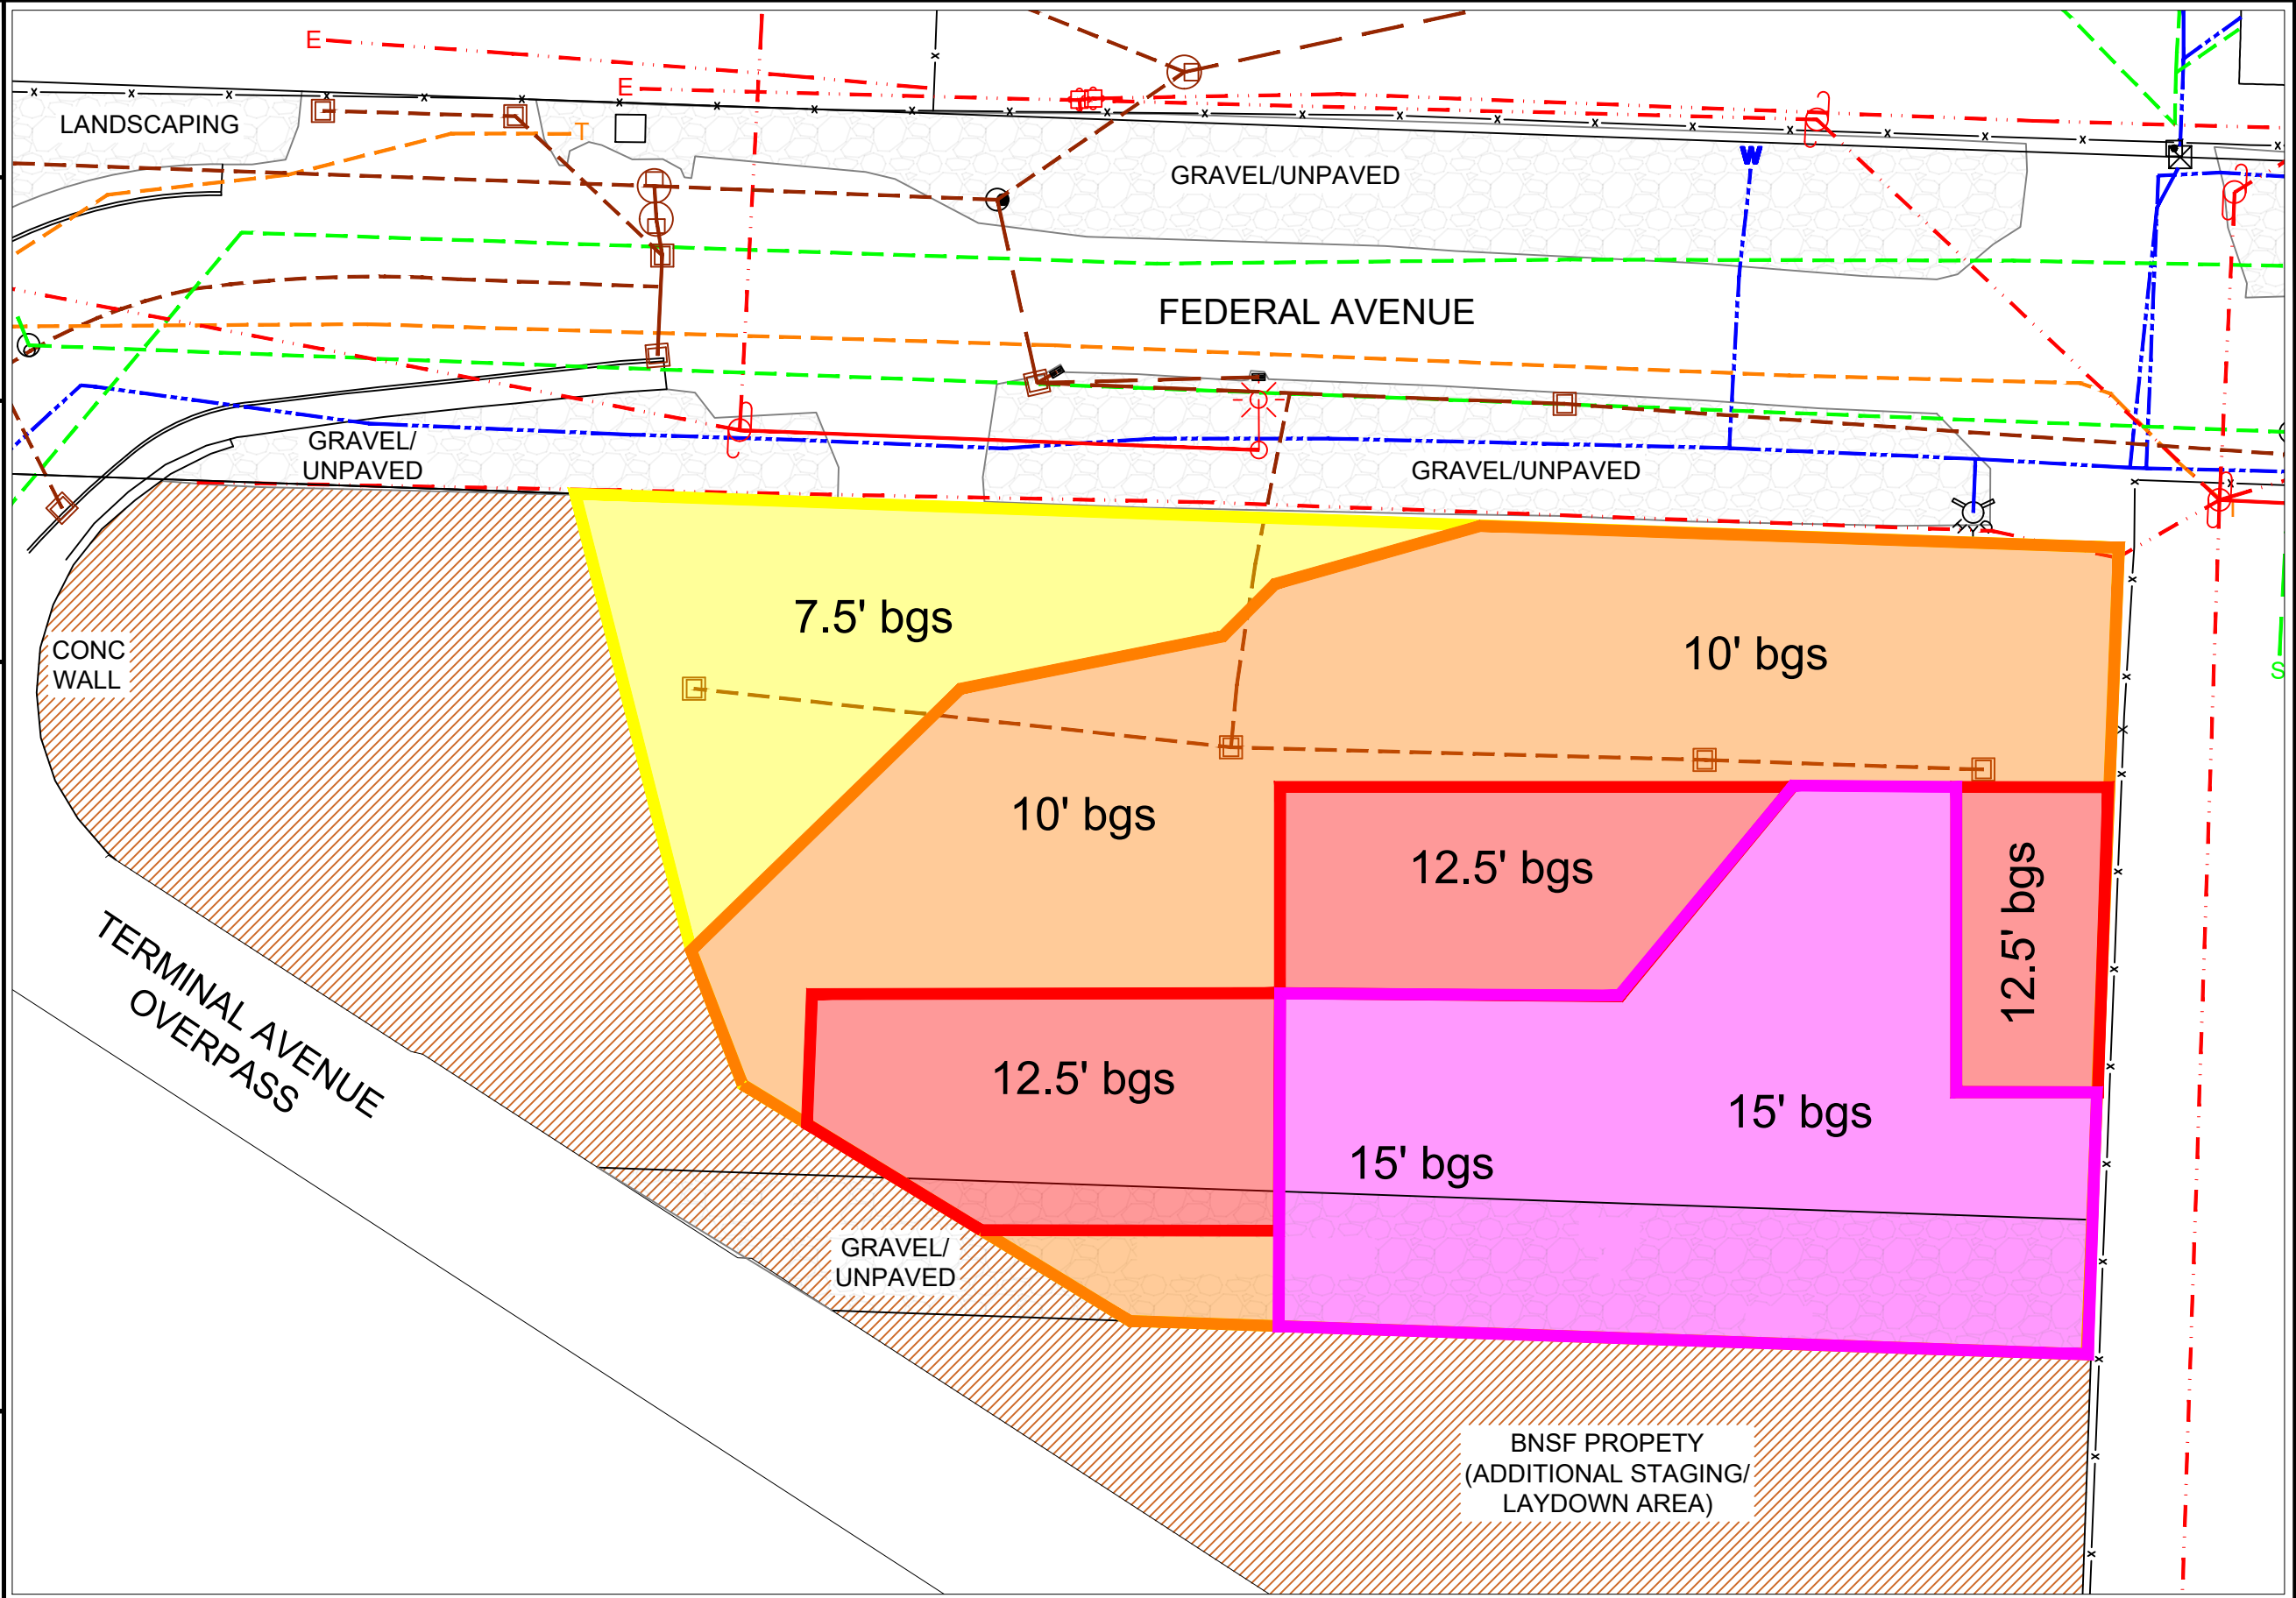 E
E
LANDSCAPING
T
GRAVEL/UNPAVED
W
FEDERAL AVENUE
GRAVEL/
UNPAVED
GRAVEL/UNPAVED
T
7.5' bgs
10' bgs
CONC
WALL
S
10' bgs
12.5' bgs
12.5' bgs
TERMINAL AVENUE
OVERPASS
12.5' bgs
15' bgs
15' bgs
GRAVEL/
UNPAVED
BNSF PROPETY
(ADDITIONAL STAGING/
LAYDOWN AREA)